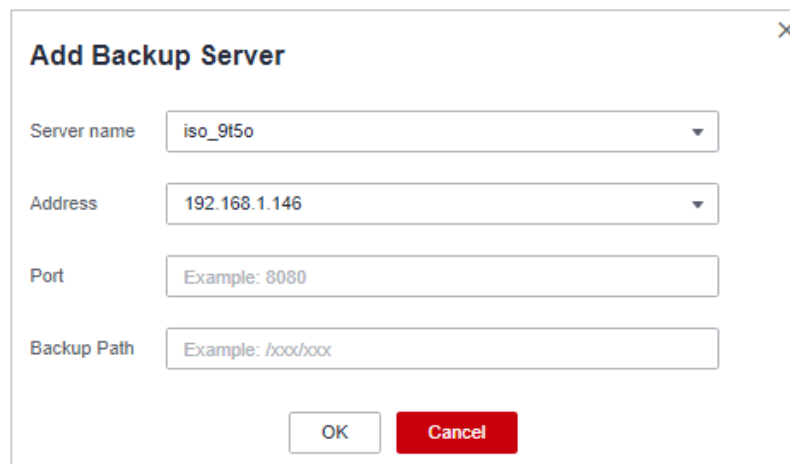 Add Backup Server
Server name iso_9t5o
Address 192.168.1.146
Port Example: 8080
Backup Path Example: /xxx/xxx
OK Cancel